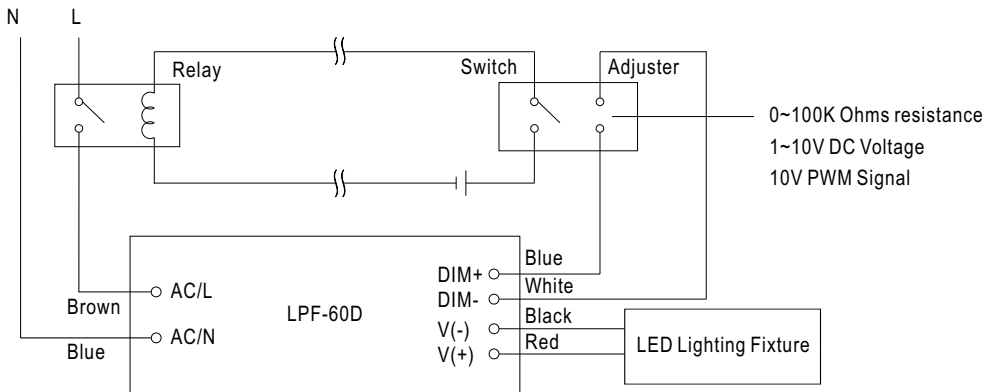 N L
Relay
Switch
Adjuster
0~100K Ohms resistance
1~10V DC Voltage
10V PWM Signal
Brown
Blue
AC/L
AC/N
LPF-60D
DIM+
DIM-
V(-)
V(+)
Blue
White
Black
Red
LED Lighting Fixture